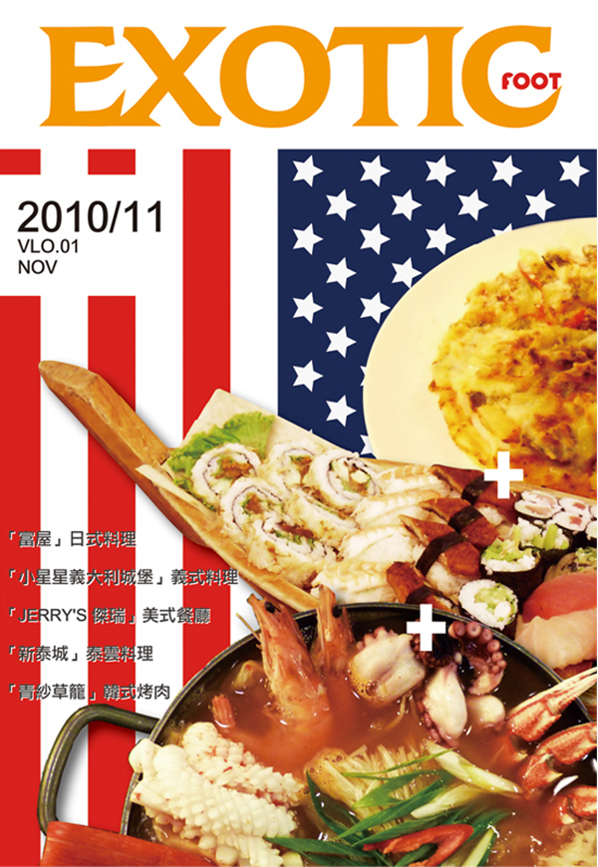 EXOTIC
FOOT
2010/11
VLO.01
NOV
「富屋」日式料理
「小星星義大利城堡」義式料理
「JERRY'S 傑瑞」美式餐廳
「新泰城」泰雲料理
「青紗草籠」韓式烤肉